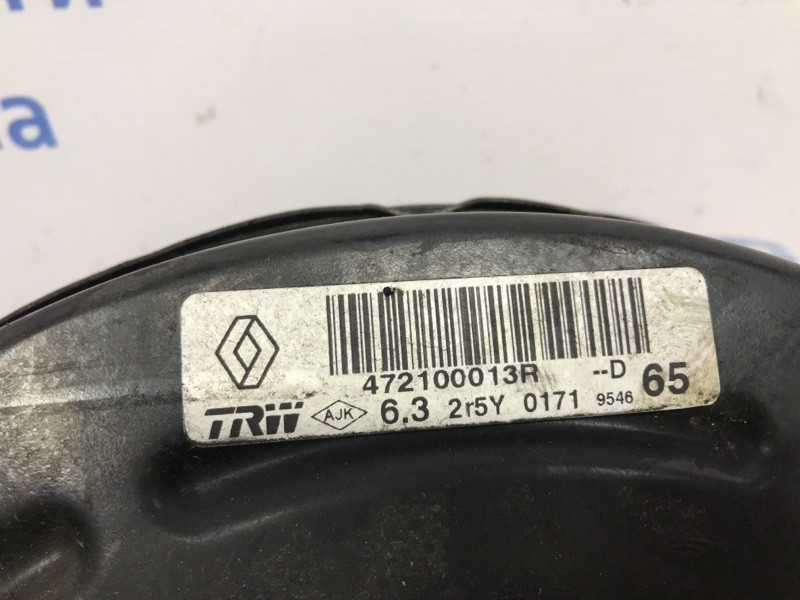 472100013R --D 65
TRW AJK 6.3 2r5Y 0171 9546